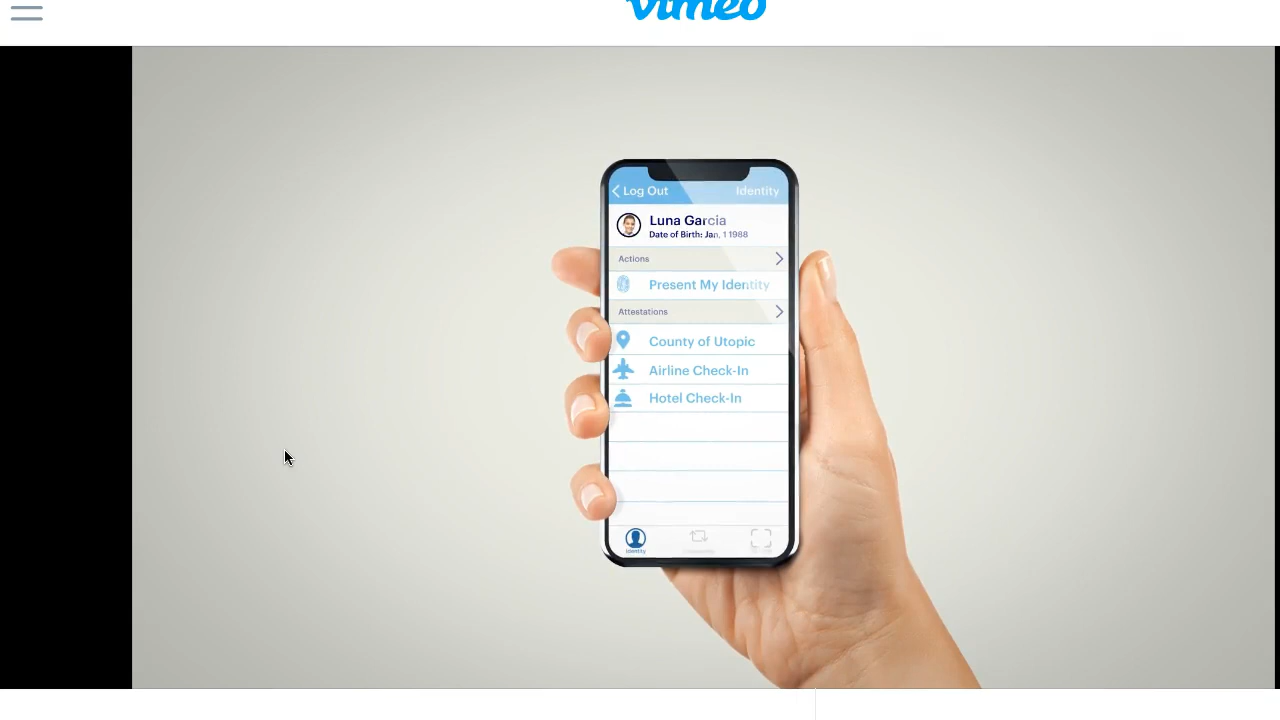 vimeo
Log Out Identity
Luna Garcia
Date of Birth: Jan, 1 1988
Actions
Present My Identity
Attestations
County of Utopic
Airline Check-In
Hotel Check-In
Identity